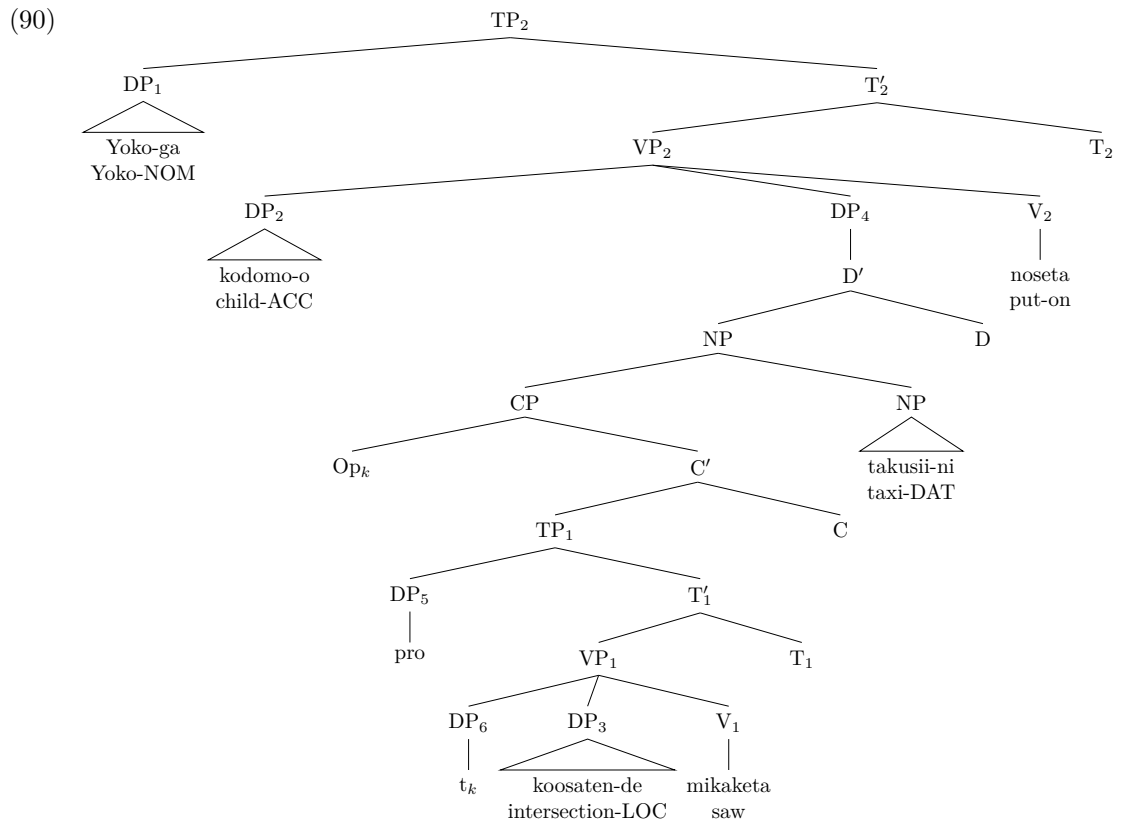 (90)
TP₂
DP₁ T′₂
Yoko-ga
Yoko-NOM
VP₂ T₂
DP₂ DP₄ V₂
kodomo-o
child-ACC
D′
noseta
put-on
NP D
CP NP
Opₖ C′
takusii-ni
taxi-DAT
TP₁ C
DP₅ T′₁
pro
VP₁ T₁
DP₆ DP₃ V₁
tₖ koosaten-de mikaketa
intersection-LOC saw